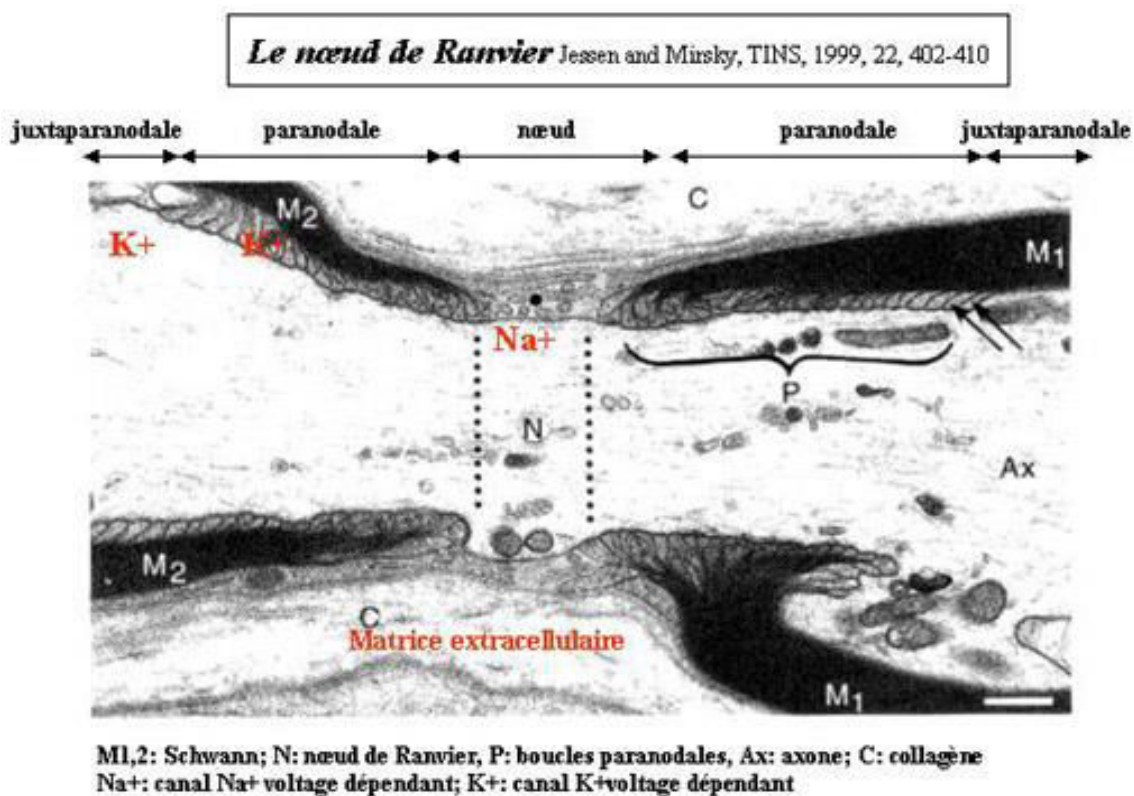 Le nœud de Ranvier Jessen and Mirsky, TINS, 1999, 22, 402-410
juxtaparanodale paranodale nœud paranodale juxtaparanodale
C
M2
K+ K+
M1
Na+
P
N
Ax
M2
C
Matrice extracellulaire
M1
M1,2: Schwann; N: nœud de Ranvier, P: boucles paranodales, Ax: axone; C: collagène
Na+: canal Na+ voltage dépendant; K+: canal K+voltage dépendant